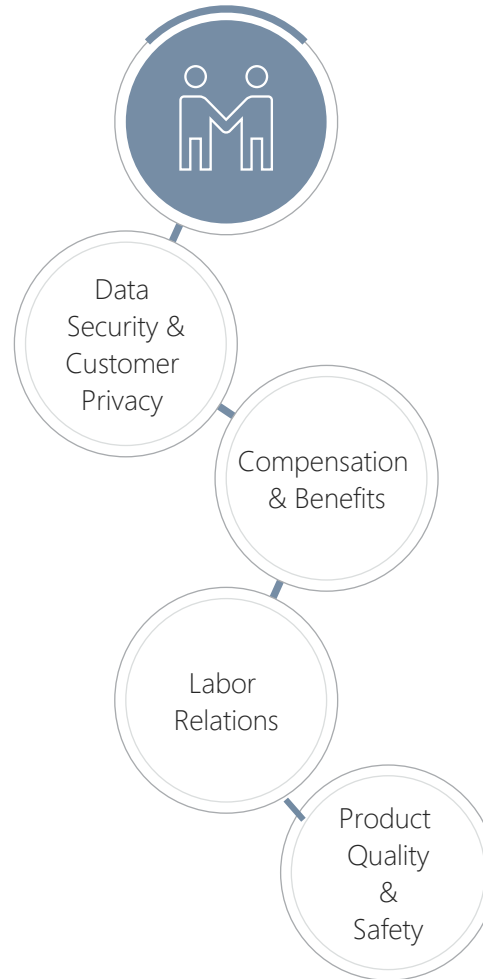 Data
Security &
Customer
Privacy
Compensation
& Benefits
Labor
Relations
Product
Quality
&
Safety